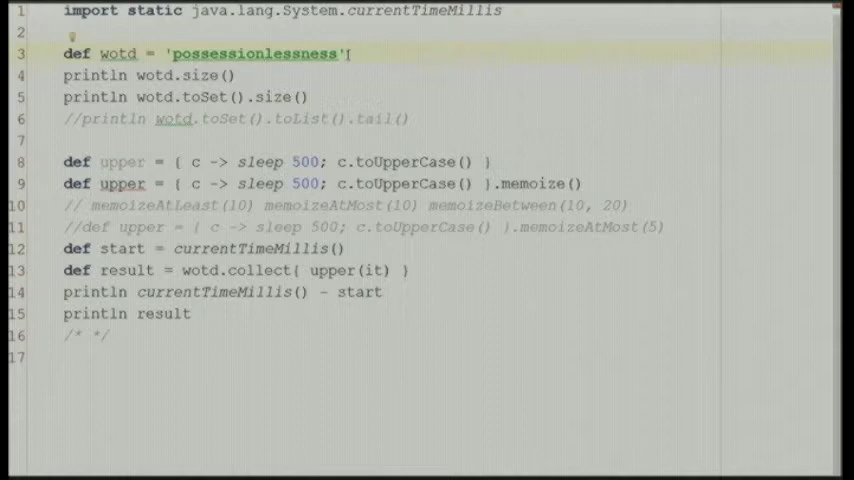 1 import static java.lang.System.currentTimeMillis
2
3 def wotd = 'possessionlessness'
4 println wotd.size()
5 println wotd.toSet().size()
6 //println wotd.toSet().toList().tail()
7
8 def upper = { c -> sleep 500; c.toUpperCase() }
9 def upper = { c -> sleep 500; c.toUpperCase() }.memoize()
10 // memoizeAtLeast(10) memoizeAtMost(10) memoizeBetween(10, 20)
11 //def upper = { c -> sleep 500; c.toUpperCase() }.memoizeAtMost(5)
12 def start = currentTimeMillis()
13 def result = wotd.collect{ upper(it) }
14 println currentTimeMillis() - start
15 println result
16 /* */
17